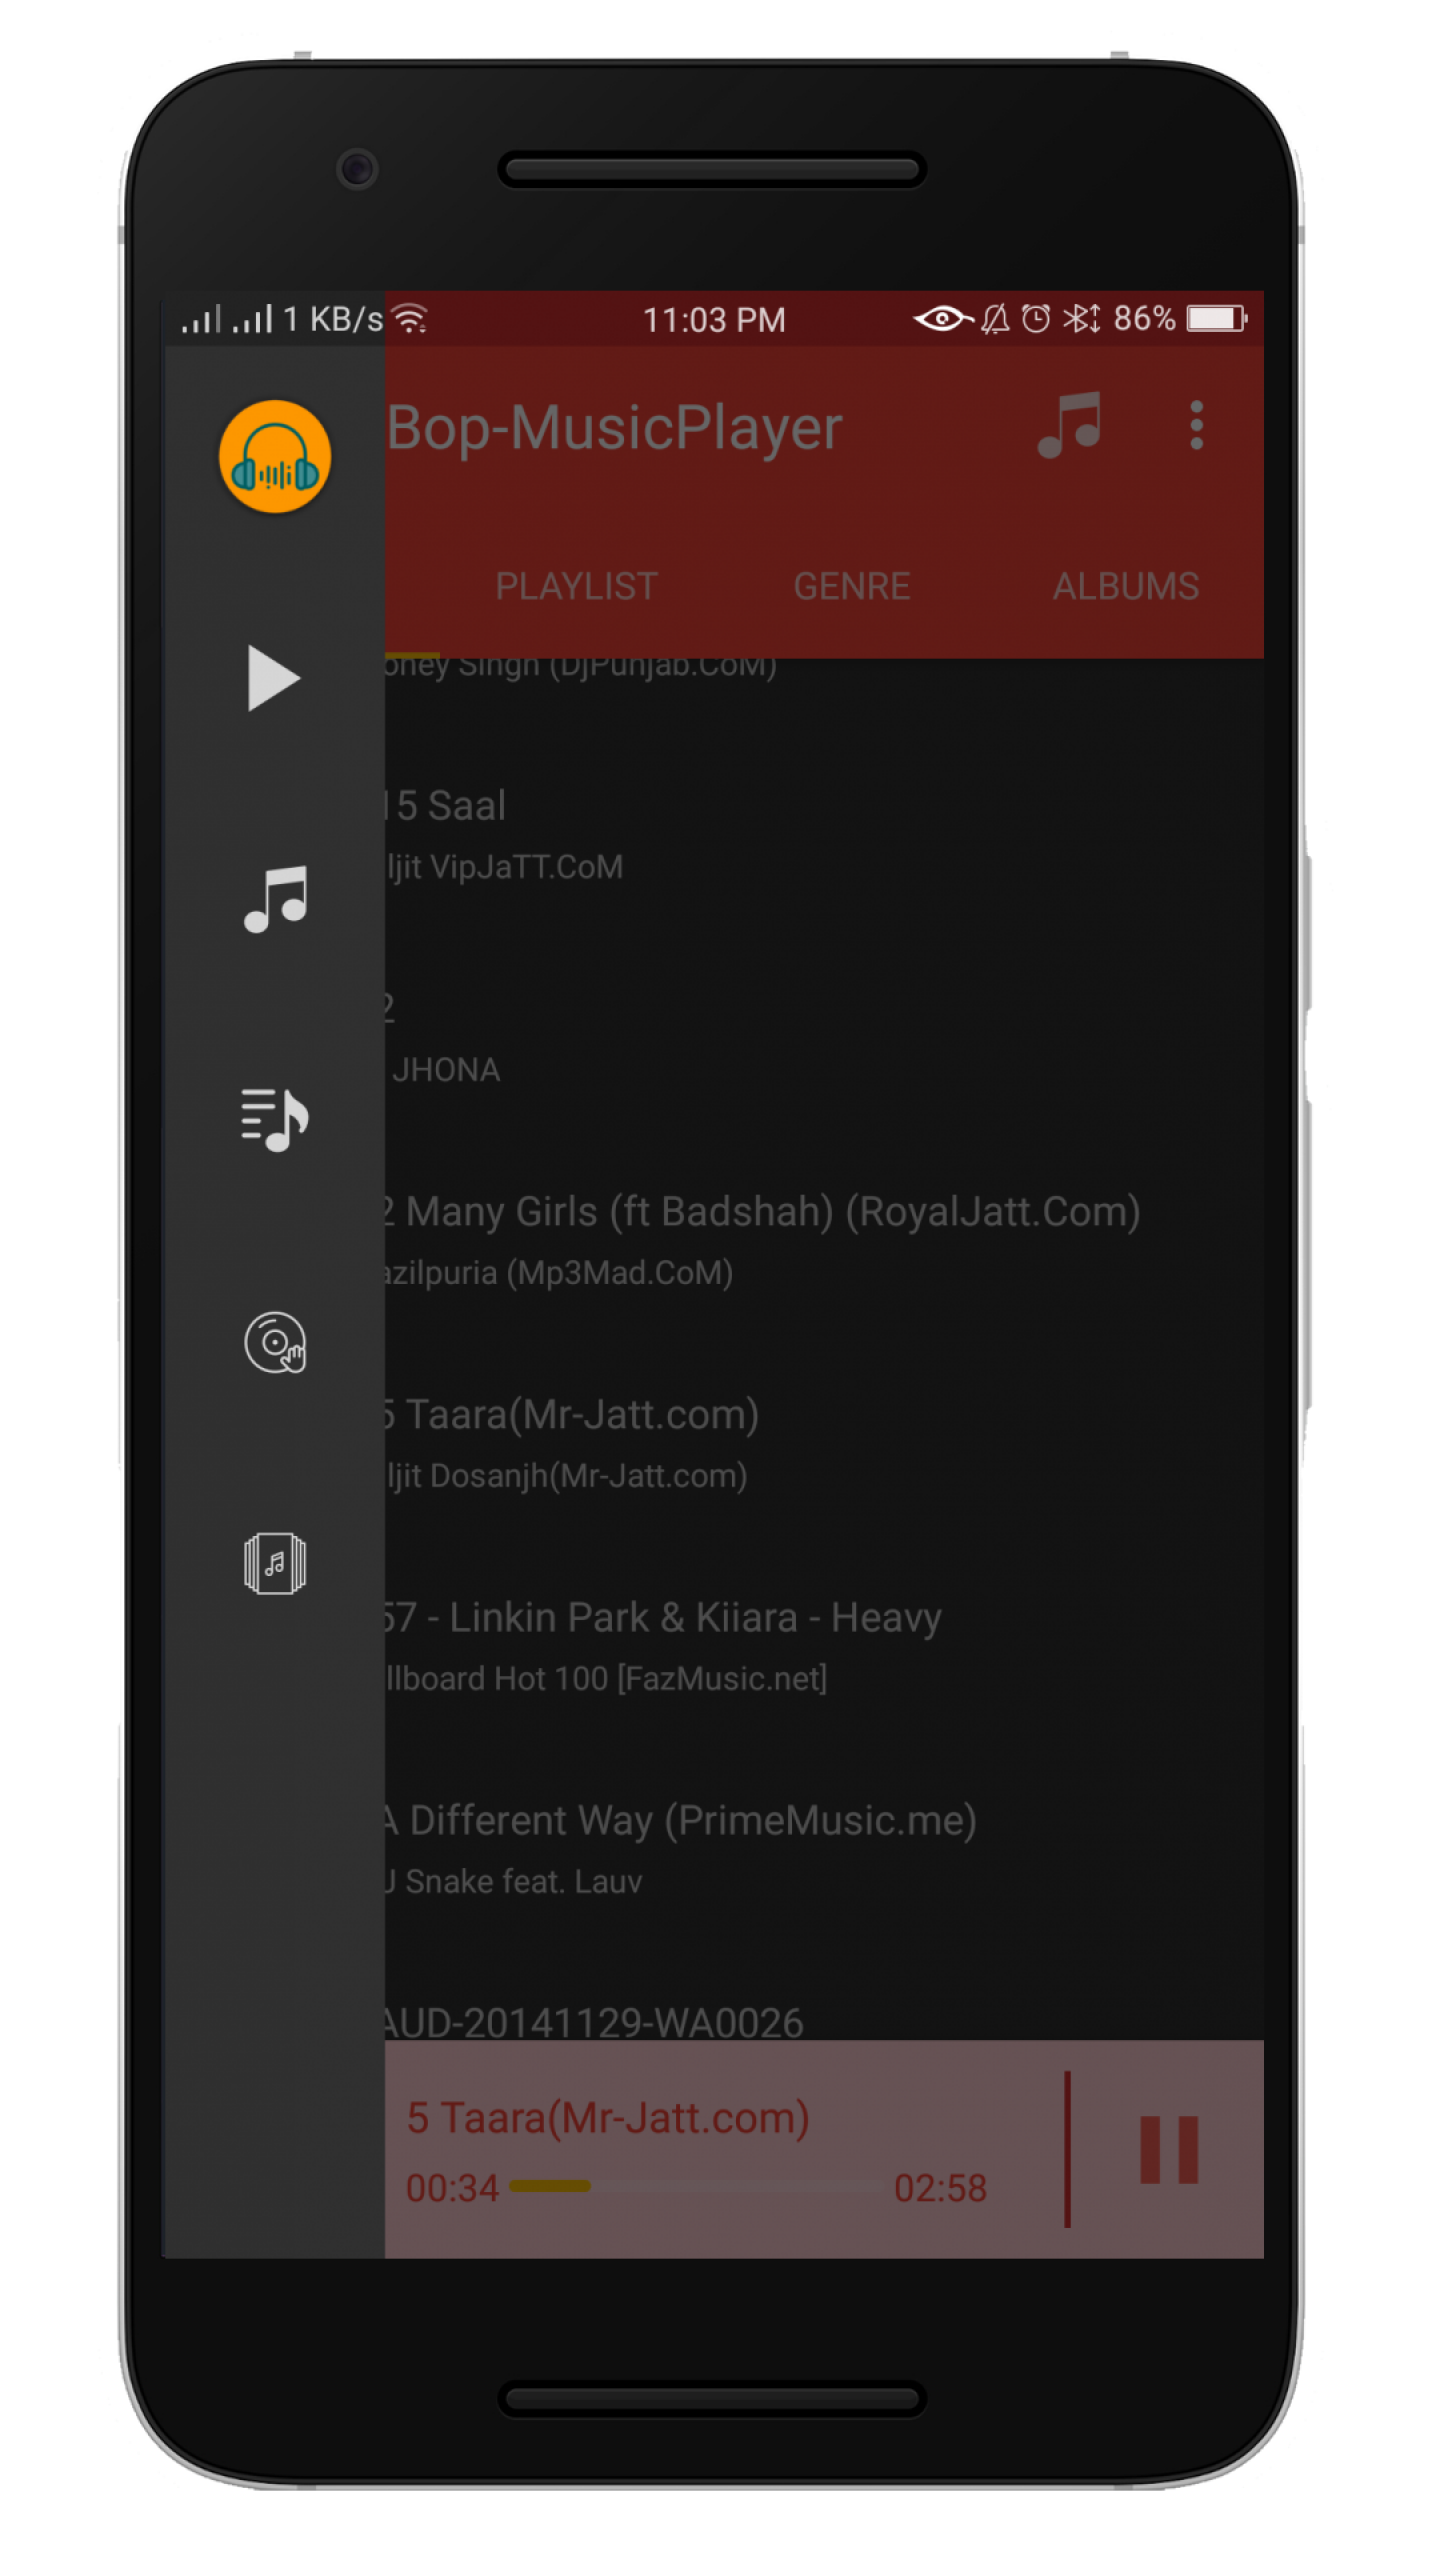 1 KB/s 11:03 PM 86%
Bop-MusicPlayer
PLAYLIST GENRE ALBUMS
oney Singh (DjPunjab.CoM)
15 Saal
ljit VipJaTT.CoM
2
JHONA
2 Many Girls (ft Badshah) (RoyalJatt.Com)
azilpuria (Mp3Mad.CoM)
5 Taara(Mr-Jatt.com)
ljit Dosanjh(Mr-Jatt.com)
57 - Linkin Park & Kiiara - Heavy
llboard Hot 100 [FazMusic.net]
A Different Way (PrimeMusic.me)
J Snake feat. Lauv
AUD-20141129-WA0026
5 Taara(Mr-Jatt.com)
00:34 02:58